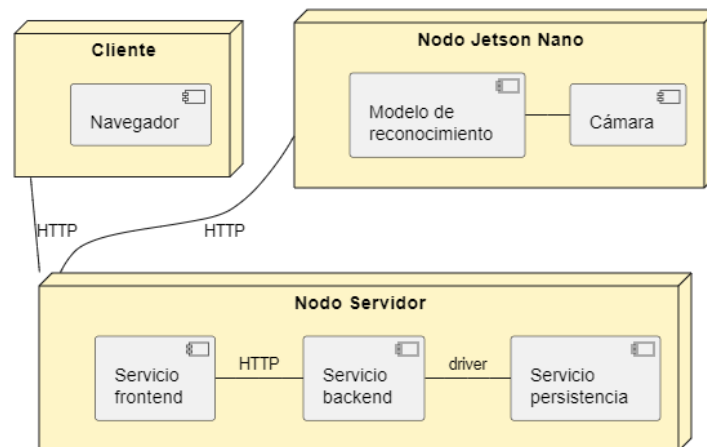 Cliente
Navegador
Nodo Jetson Nano
Modelo de
reconocimiento
Cámara
HTTP
HTTP
Nodo Servidor
Servicio
frontend
HTTP
Servicio
backend
driver
Servicio
persistencia